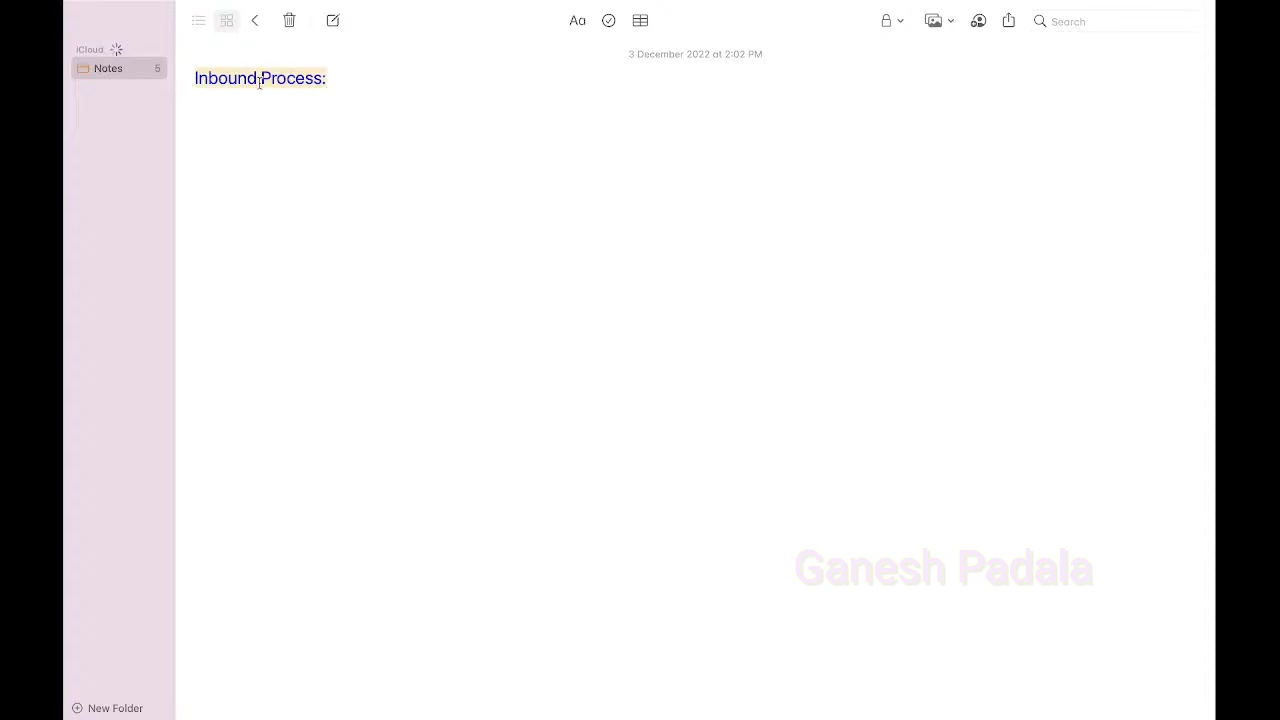 iCloud
Notes 5
New Folder
Aa
Search
3 December 2022 at 2:02 PM
Inbound Process:
Ganesh Padala